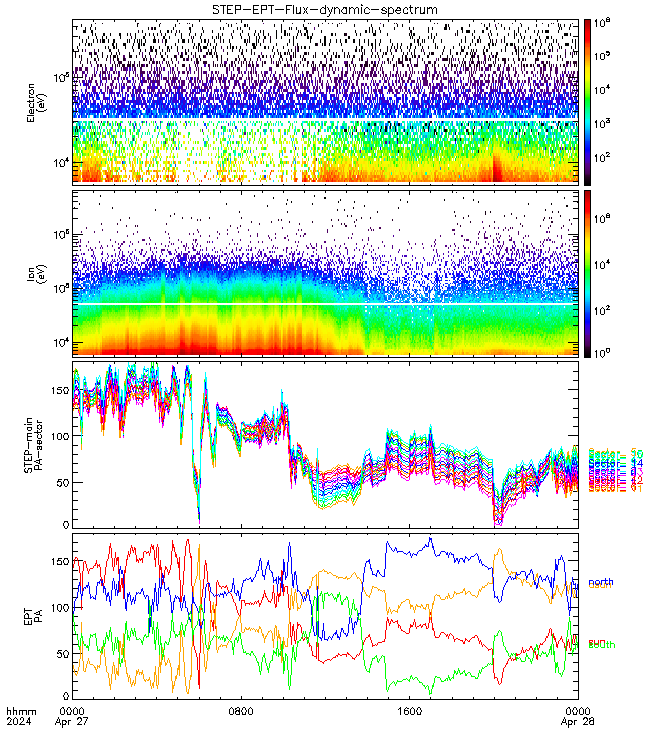 STEP-EPT-Flux-dynamic-spectrum
Electron
(eV)
10⁵
10⁴
10⁶
10⁵
10⁴
10³
10²
Ion
(eV)
10⁶
10⁵
10⁴
10⁶
10⁴
10²
10⁰
STEP-main
PA-sector
150
100
50
0
EPT
PA
150
100
50
0
north
sun
south
hhmm
2024
0000
Apr 27
0800
1600
0000
Apr 28